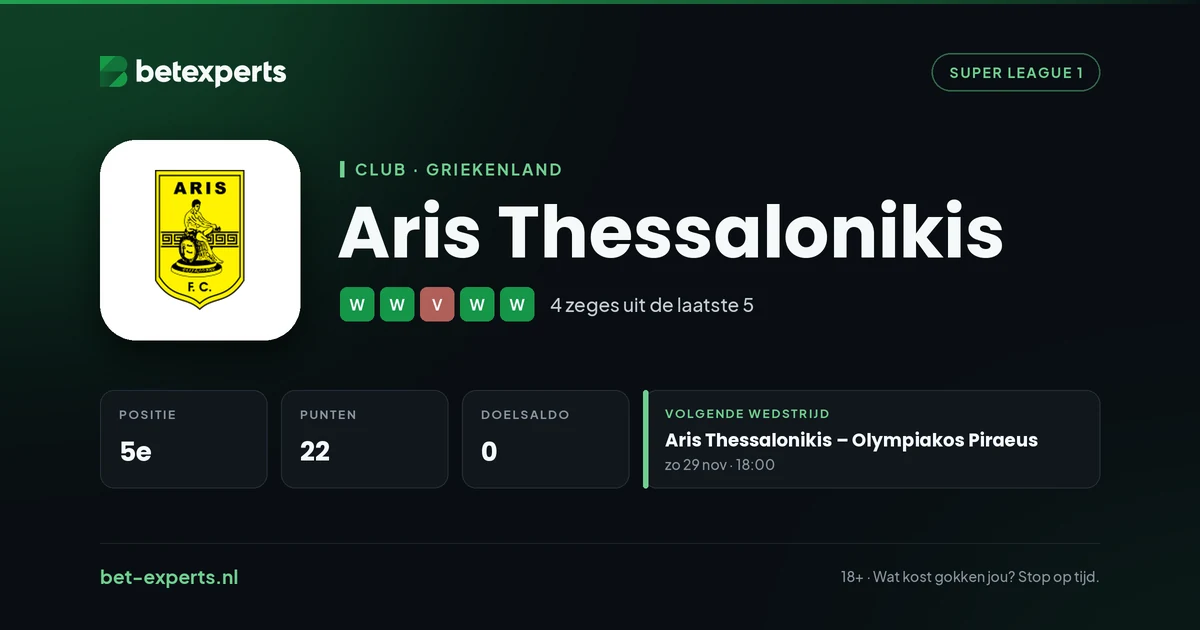 betexperts
SUPER LEAGUE 1
ARIS
F. C.
CLUB · GRIEKENLAND
Aris Thessalonikis
W W V W W 4 zeges uit de laatste 5
POSITIE
5e
PUNTEN
22
DOELSALDO
0
VOLGENDE WEDSTRIJD
Aris Thessalonikis – Olympiakos Piraeus
zo 29 nov · 18:00
bet-experts.nl
18+ · Wat kost gokken jou? Stop op tijd.